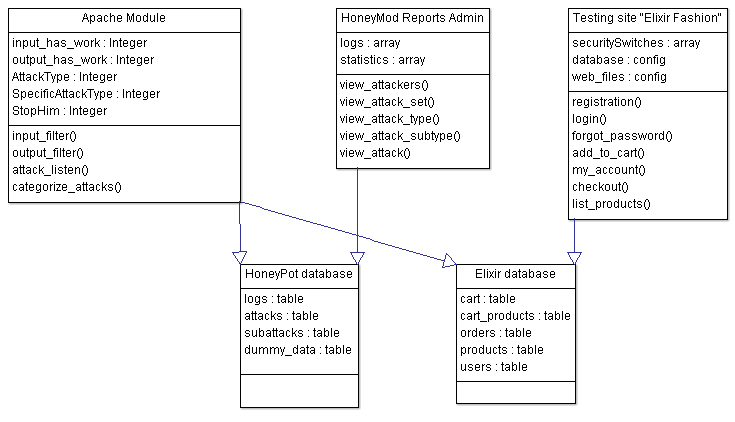 Apache Module
input_has_work : Integer
output_has_work : Integer
AttackType : Integer
SpecificAttackType : Integer
StopHim : Integer
input_filter()
output_filter()
attack_listen()
categorize_attacks()
HoneyMod Reports Admin
logs : array
statistics : array
view_attackers()
view_attack_set()
view_attack_type()
view_attack_subtype()
view_attack()
Testing site "Elixir Fashion"
securitySwitches : array
database : config
web_files : config
registration()
login()
forgot_password()
add_to_cart()
my_account()
checkout()
list_products()
HoneyPot database
logs : table
attacks : table
subattacks : table
dummy_data : table
Elixir database
cart : table
cart_products : table
orders : table
products : table
users : table